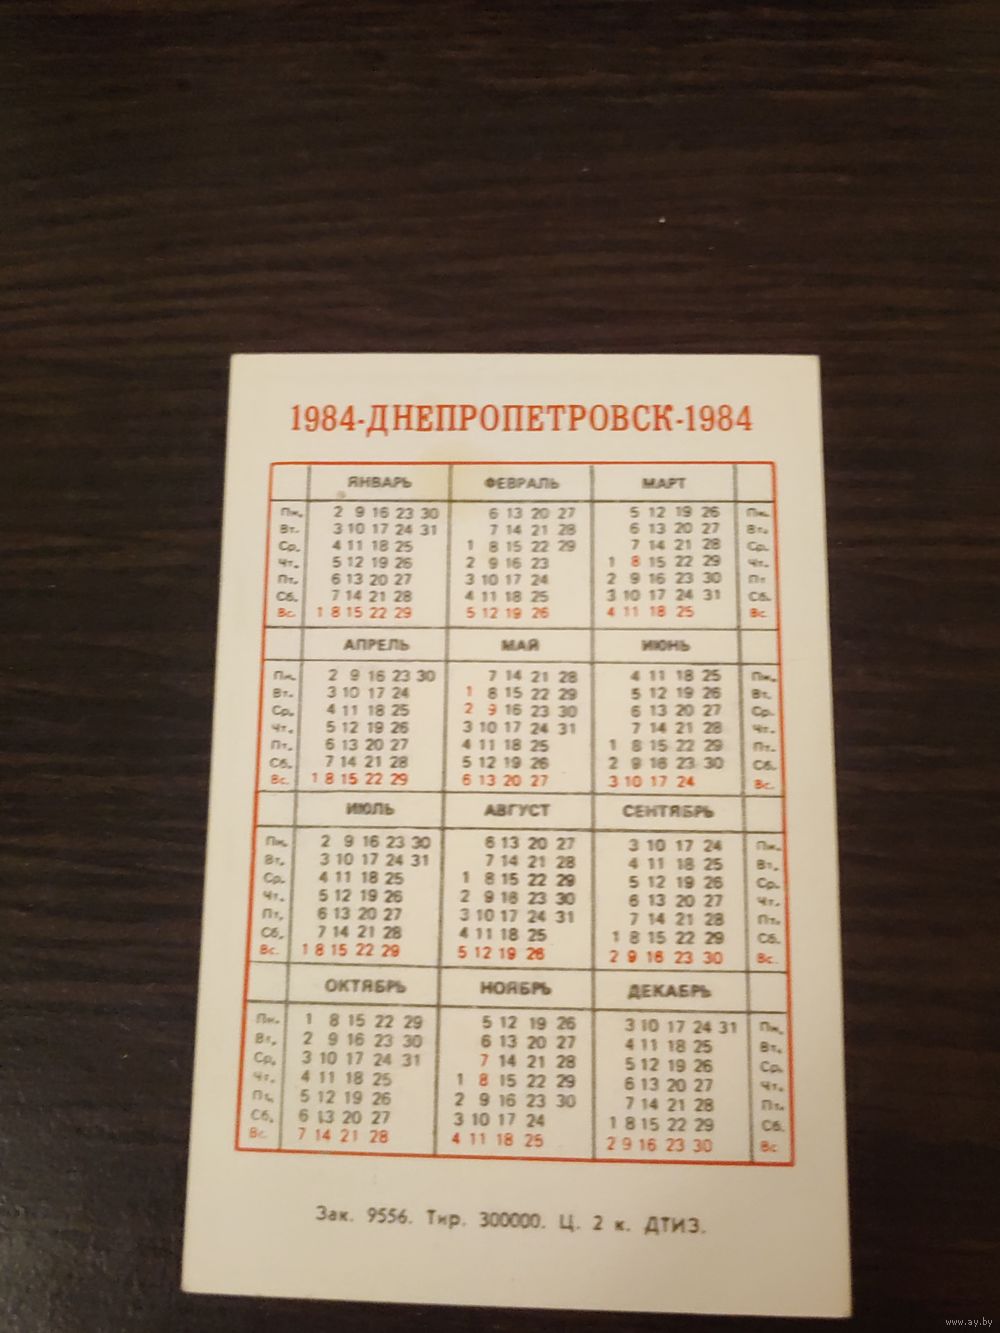 1984-ДНЕПРОПЕТРОВСК-1984
ЯНВАРЬ ФЕВРАЛЬ МАРТ
Пн. 2 9 16 23 30 6 13 20 27 5 12 19 26 Пн.
Вт. 3 10 17 24 31 7 14 21 28 6 13 20 27 Вт.
Ср. 4 11 18 25 1 8 15 22 29 7 14 21 28 Ср.
Чт. 5 12 19 26 2 9 16 23 1 8 15 22 29 Чт.
Пт. 6 13 20 27 3 10 17 24 2 9 16 23 30 Пт
Сб. 7 14 21 28 4 11 18 25 3 10 17 24 31 Сб.
Вс. 1 8 15 22 29 5 12 19 26 4 11 18 25 Вс.
АПРЕЛЬ МАЙ ИЮНЬ
Пн. 2 9 16 23 30 7 14 21 28 4 11 18 25 Пн.
Вт. 3 10 17 24 1 8 15 22 29 5 12 19 26 Вт.
Ср. 4 11 18 25 2 9 16 23 30 6 13 20 27 Ср.
Чт. 5 12 19 26 3 10 17 24 31 7 14 21 28 Чт.
Пт. 6 13 20 27 4 11 18 25 1 8 15 22 29 Пт.
Сб. 7 14 21 28 5 12 19 26 2 9 16 23 30 Сб.
Вс. 1 8 15 22 29 6 13 20 27 3 10 17 24 Вс.
ИЮЛЬ АВГУСТ СЕНТЯБРЬ
Пн. 2 9 16 23 30 6 13 20 27 3 10 17 24 Пн.
Вт. 3 10 17 24 31 7 14 21 28 4 11 18 25 Вт.
Ср. 4 11 18 25 1 8 15 22 29 5 12 19 26 Ср.
Чт. 5 12 19 26 2 9 16 23 30 6 13 20 27 Чт.
Пт. 6 13 20 27 3 10 17 24 31 7 14 21 28 Пт.
Сб. 7 14 21 28 4 11 18 25 1 8 15 22 29 Сб.
Вс. 1 8 15 22 29 5 12 19 26 2 9 16 23 30 Вс.
ОКТЯБРЬ НОЯБРЬ ДЕКАБРЬ
Пн. 1 8 15 22 29 5 12 19 26 3 10 17 24 31 Пн.
Вт. 2 9 16 23 30 6 13 20 27 4 11 18 25 Вт.
Ср. 3 10 17 24 31 7 14 21 28 5 12 19 26 Ср.
Чт. 4 11 18 25 1 8 15 22 29 6 13 20 27 Чт.
Пт. 5 12 19 26 2 9 16 23 30 7 14 21 28 Пт.
Сб. 6 13 20 27 3 10 17 24 1 8 15 22 29 Сб.
Вс. 7 14 21 28 4 11 18 25 2 9 16 23 30 Вс.
Зак. 9556. Тир. 300000. Ц. 2 к. ДТИЗ.
www.ay.by